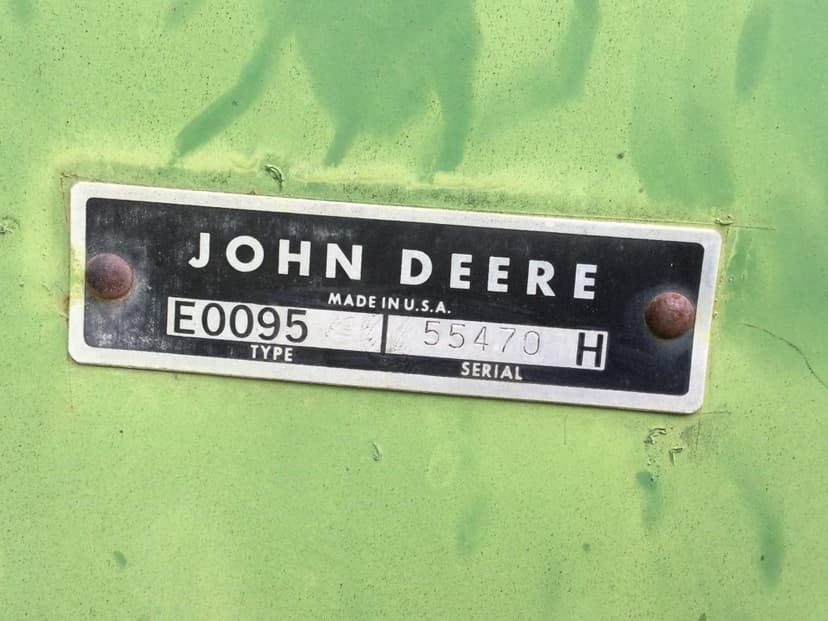 JOHN DEERE
MADE IN U.S.A.
E0095 55470 H
TYPE SERIAL